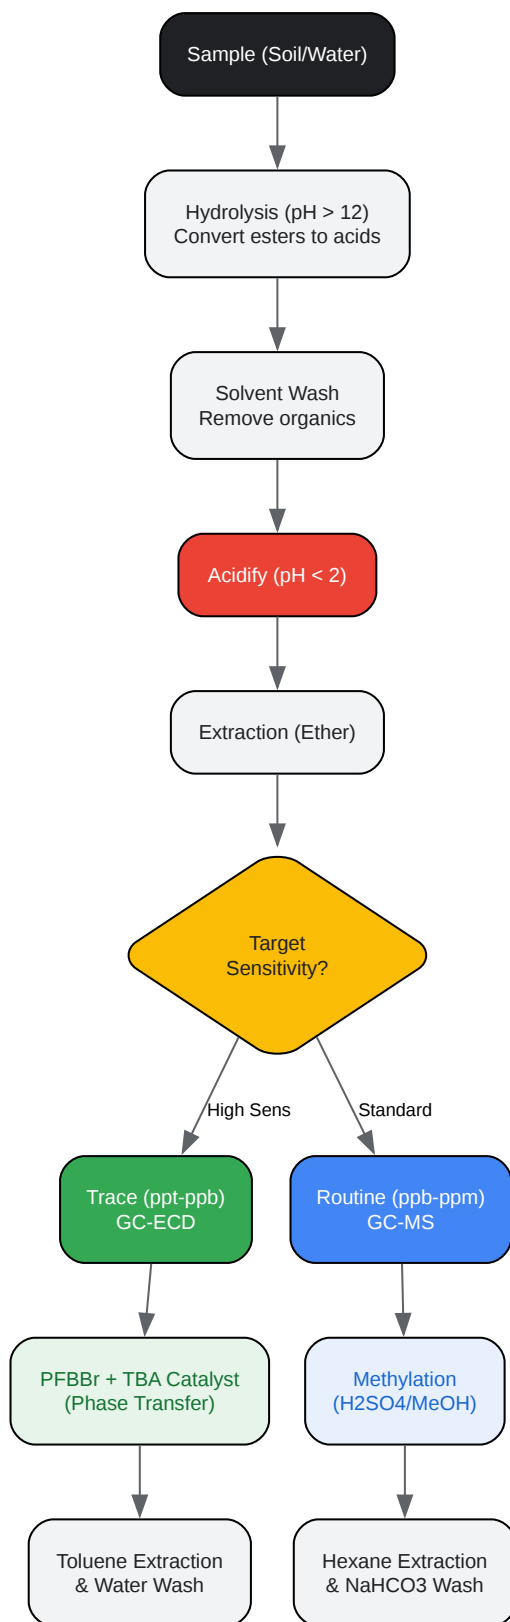 Sample (Soil/Water)
Hydrolysis (pH > 12)
Convert esters to acids
Solvent Wash
Remove organics
Acidify (pH < 2)
Extraction (Ether)
Target
Sensitivity?
High Sens
Standard
Trace (ppt-ppb)
GC-ECD
Routine (ppb-ppm)
GC-MS
PFBBr + TBA Catalyst
(Phase Transfer)
Methylation
(H2SO4/MeOH)
Toluene Extraction
& Water Wash
Hexane Extraction
& NaHCO3 Wash